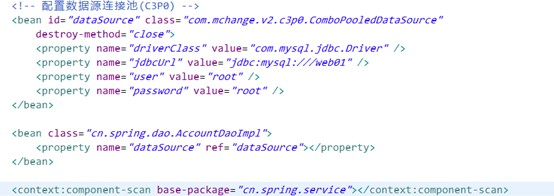 <!-- 配置数据源连接池(C3P0) -->
<bean id="dataSource" class="com.mchange.v2.c3p0.ComboPooledDataSource"
destroy-method="close">
<property name="driverClass" value="com.mysql.jdbc.Driver" />
<property name="jdbcUrl" value="jdbc:mysql:///web01" />
<property name="user" value="root" />
<property name="password" value="root" />
</bean>
<bean class="cn.spring.dao.AccountDaoImpl">
<property name="dataSource" ref="dataSource"></property>
</bean>
<context:component-scan base-package="cn.spring.service"></context:component-scan>